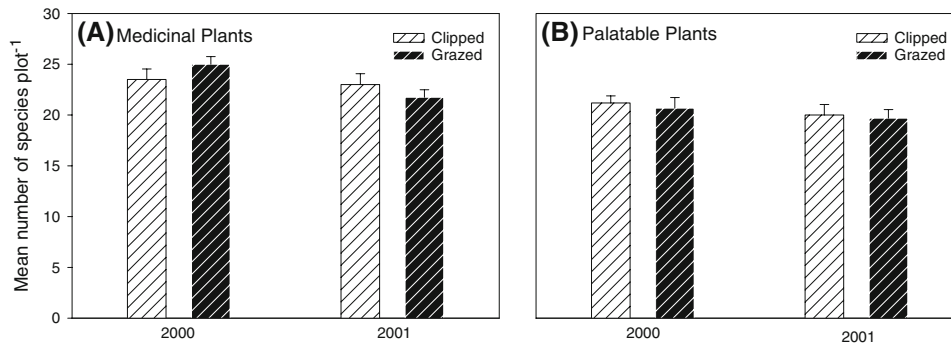 Mean number of species plot-1
30
25
20
15
10
5
0
(A) Medicinal Plants
Clipped
Grazed
2000
2001
(B) Palatable Plants
Clipped
Grazed
2000
2001